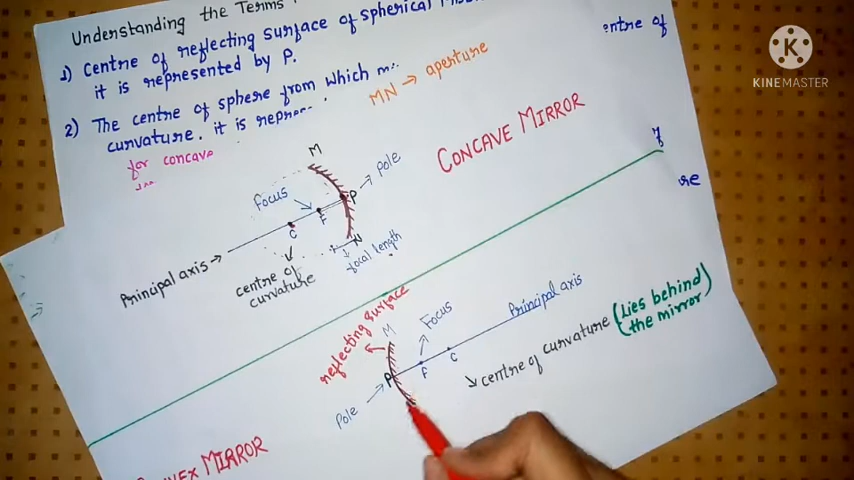 Understanding the Terms
1) Centre of reflecting surface of spherical
it is represented by P.
2) The centre of sphere from which
curvature. it is
for concave
MN → aperture
entre of
KINEMASTER
CONCAVE MIRROR
M
pole
Focus
P
F
C
N
focal length
Principal axis →
centre of
curvature
re
reflecting surface
M
Focus
Principal axis
P
F
C
Pole
centre of curvature (Lies behind
the mirror)
MIRROR